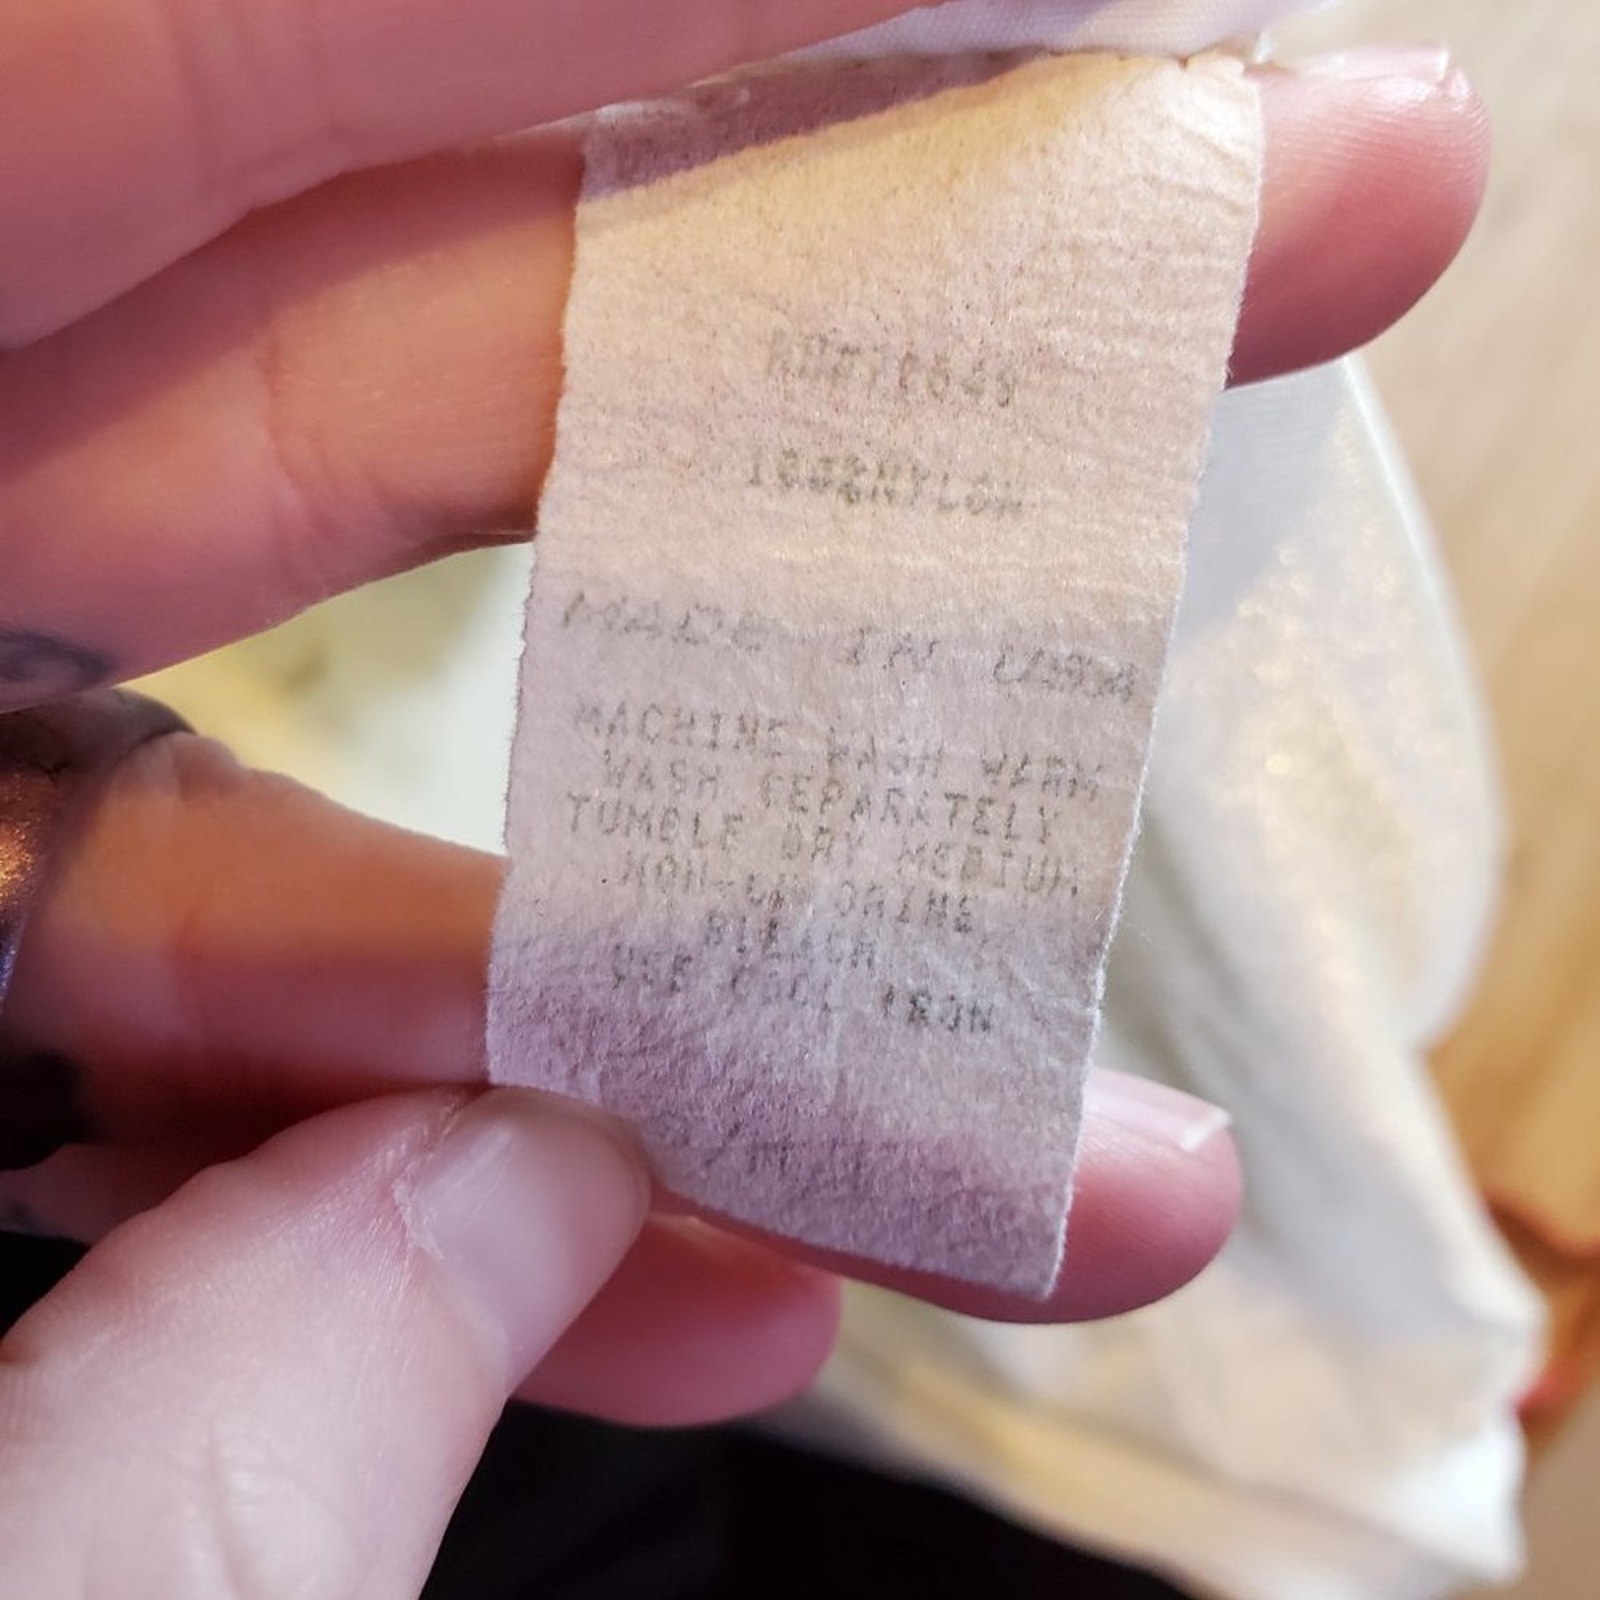 100%NYLON
MADE IN USA
MACHINE WASH WARM
WASH SEPARATELY
TUMBLE DRY MEDIUM
NON-CHLORINE
BLEACH
USE COOL IRON